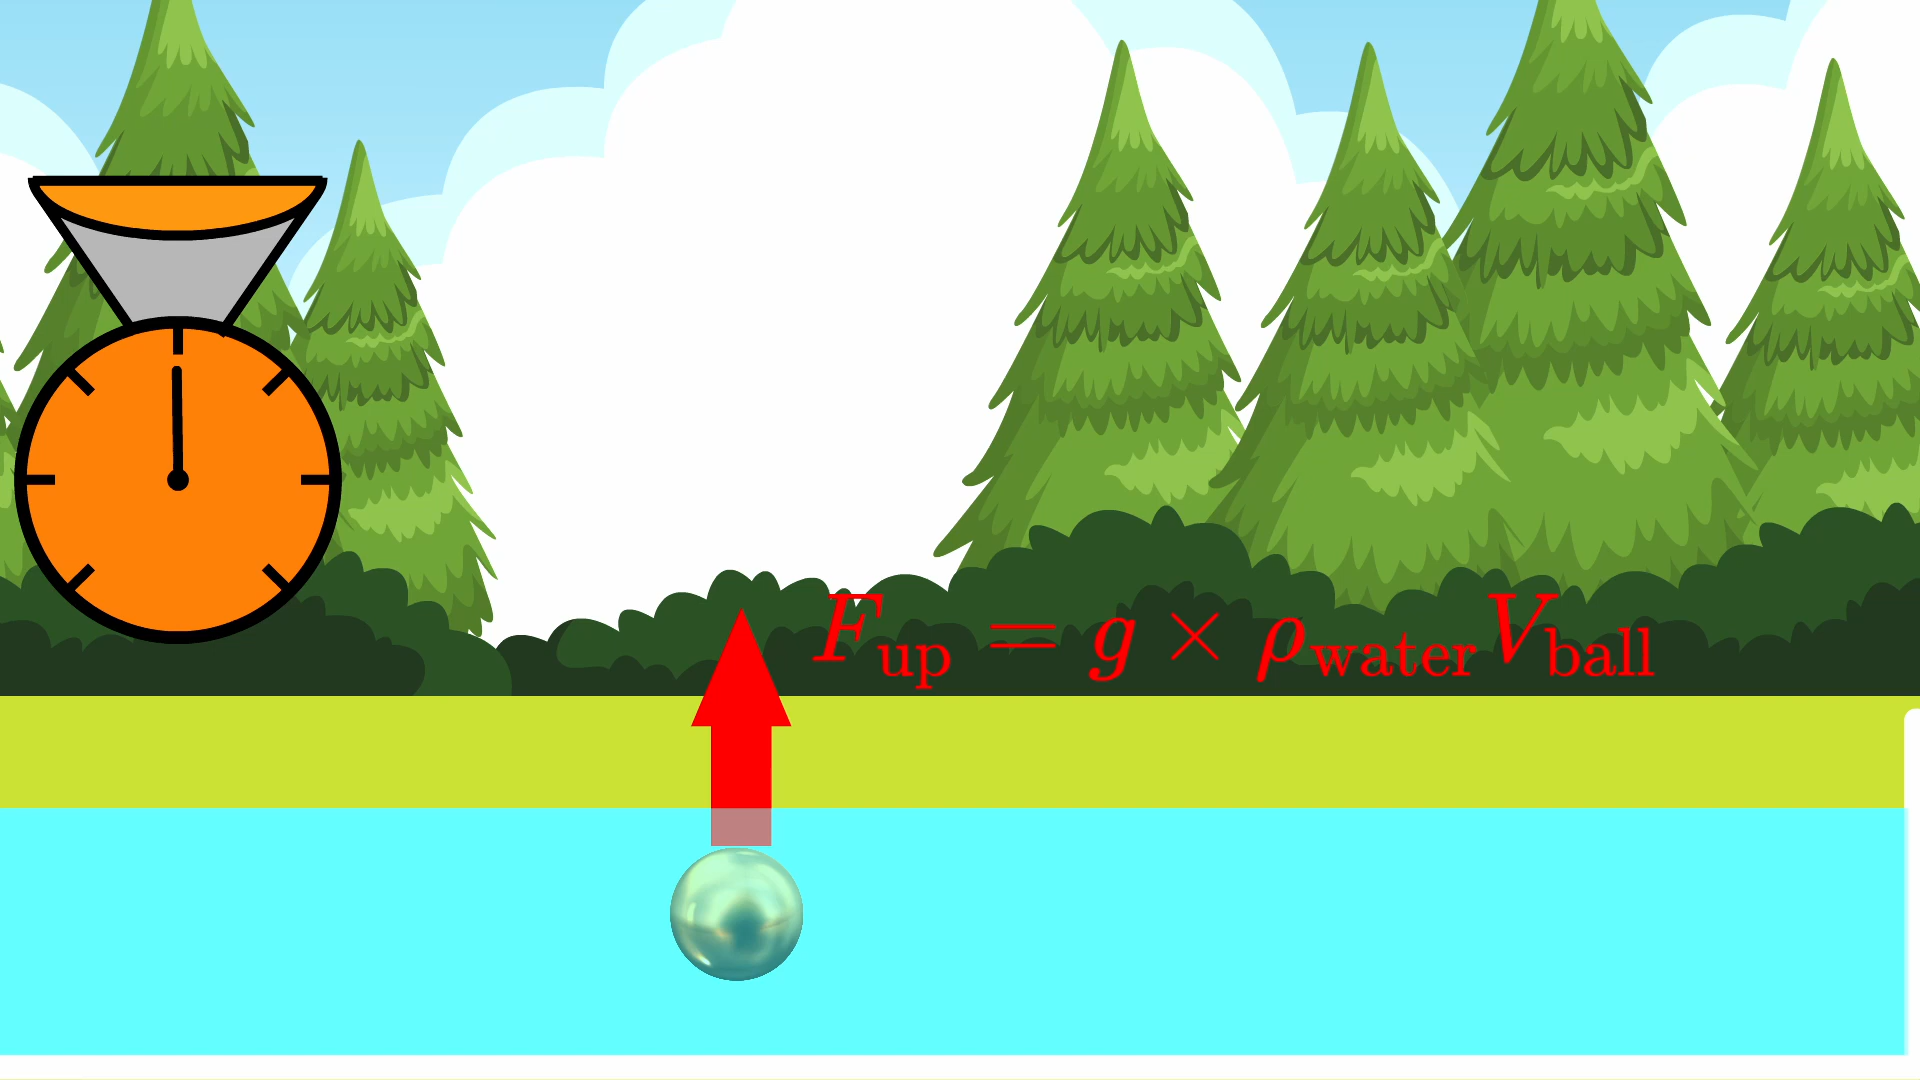 F_up = g × ρ_water V_ball